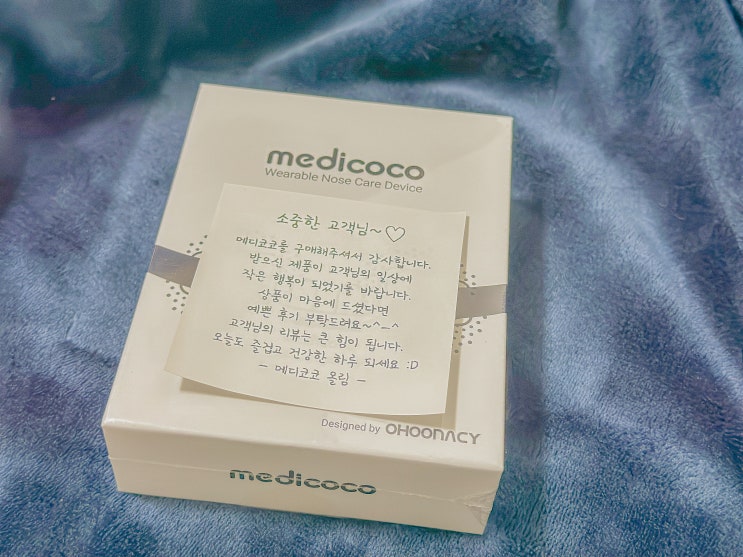 medicoco
Wearable Nose Care Device
소중한 고객님~♡
메디코코를 구매해주셔서 감사합니다.
받으신 제품이 고객님의 일상에
작은 행복이 되었기를 바랍니다.
상품이 마음에 드셨다면
예쁜 후기 부탁드려요~^-^
고객님의 리뷰는 큰 힘이 됩니다.
오늘도 즐겁고 건강한 하루 되세요 :D
- 메디코코 올림 -
Designed by OHOONACY
medicoco